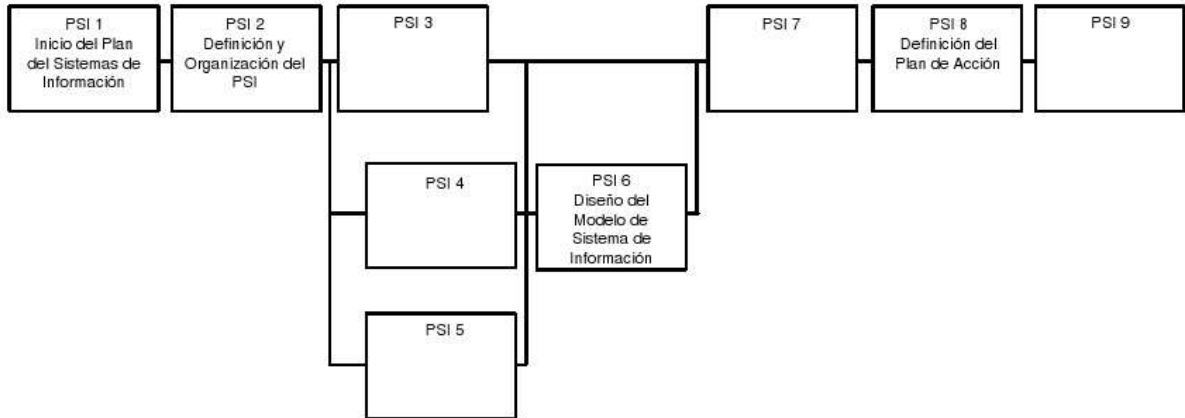 PSI 1
Inicio del Plan
del Sistemas de
Información
PSI 2
Definición y
Organización del
PSI
PSI 3
PSI 7
PSI 8
Definición del
Plan de Acción
PSI 9
PSI 4
PSI 6
Diseño del
Modelo de
Sistema de
Información
PSI 5